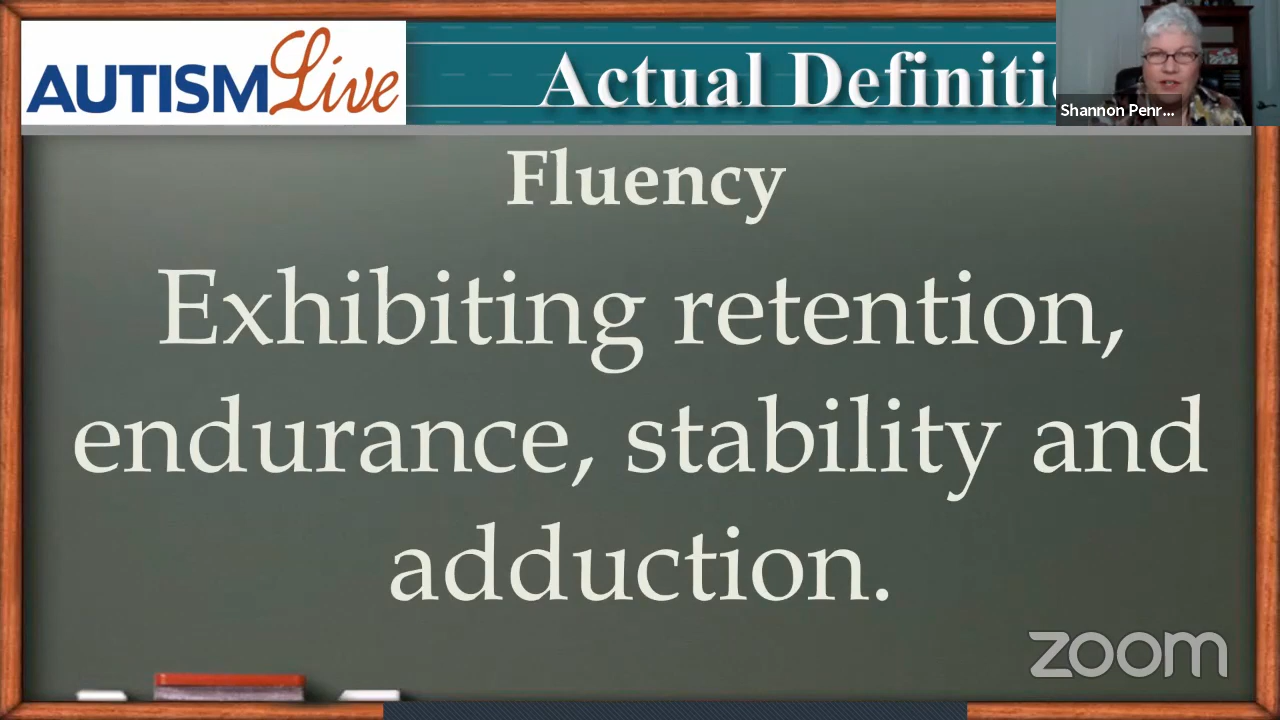 AUTISM Live
Actual Definiti
Shannon Penr...
Fluency
Exhibiting retention,
endurance, stability and
adduction.
zoom